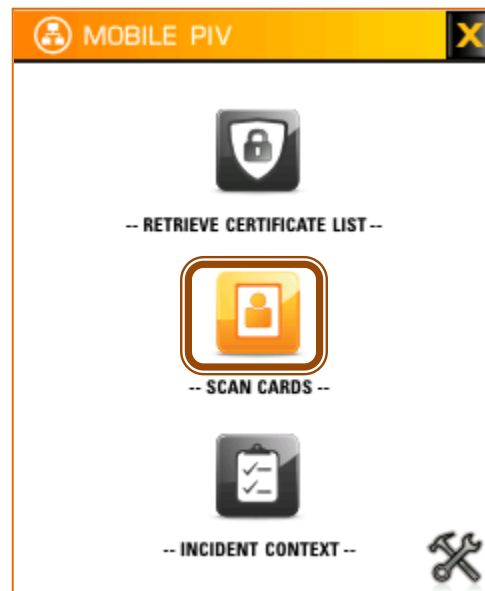 MOBILE PIV
X
-- RETRIEVE CERTIFICATE LIST --
-- SCAN CARDS --
-- INCIDENT CONTEXT --